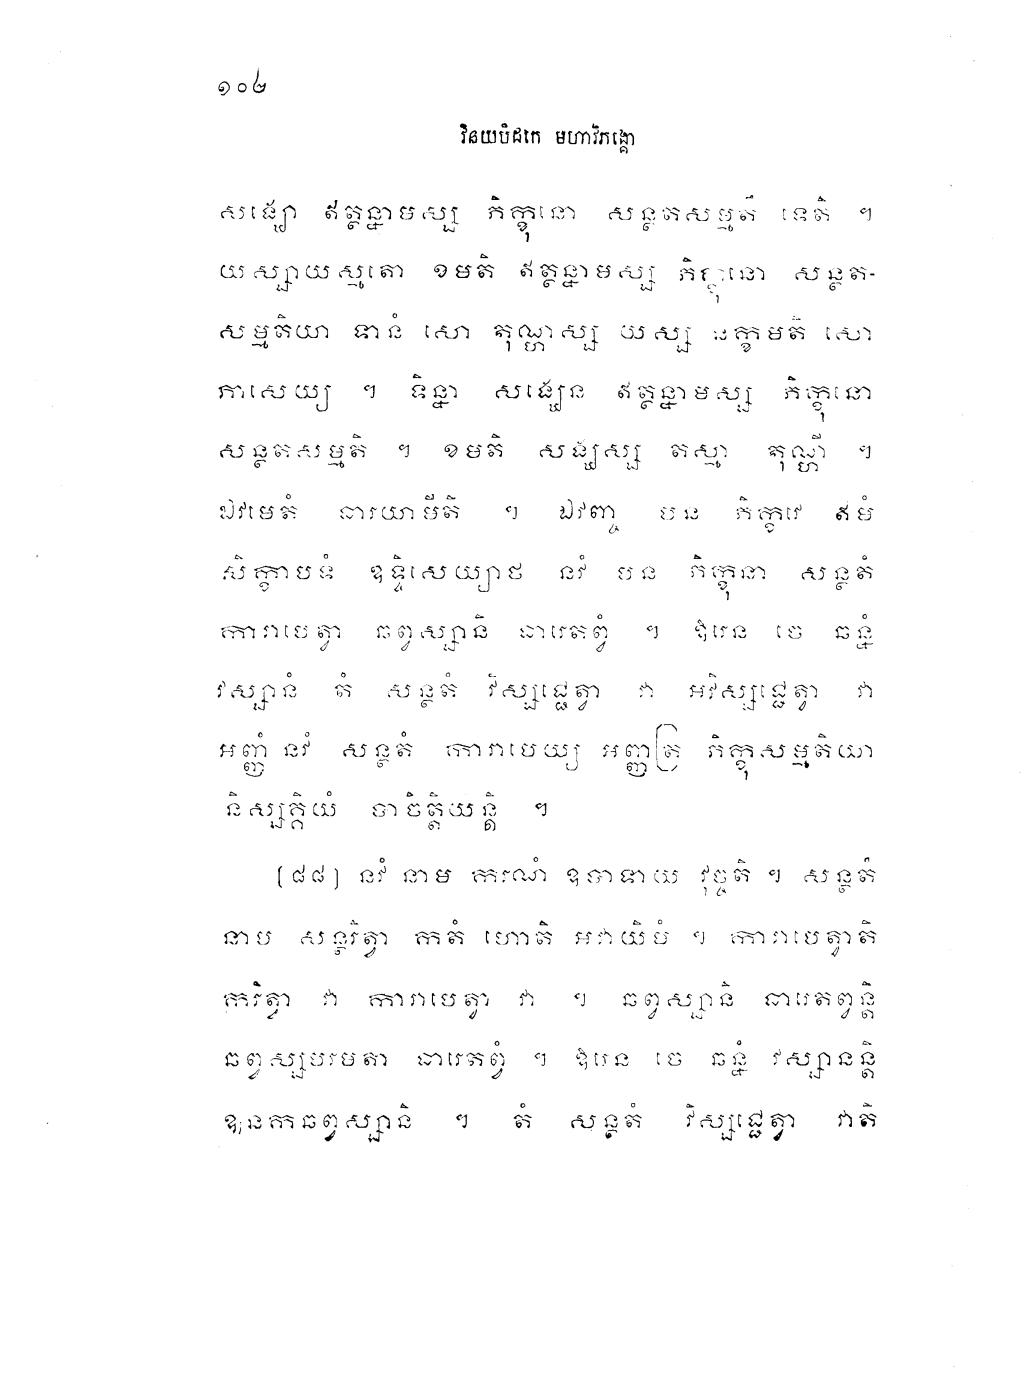 ១០៤
វិនយបិដកេ មហាវិភង្គោ
សង្ឃោ ឥត្ថន្នាមស្ស ភិក្ខុនោ សន្ថតសម្មតឹ ទេតិ ។
យស្សាយស្មតោ ខមតិ ឥត្ថន្នាមស្ស ភិក្ខុនោ សន្ថត-
សម្មតិយា ទានំ សោ តុណ្ហស្ស យស្ស នក្ខមតិ សោ
ភាសេយ្យ ។ ទិន្នា សង្ឃេន ឥត្ថន្នាមស្ស ភិក្ខុនោ
សន្ថតសម្មតិ ។ ខមតិ សង្ឃស្ស តស្មា តុណ្ហី ។
ឯវមេតំ ធារយាមីតិ ។ ឯវញ្ច បន ភិក្ខវេ ឥមំ
សិក្ខាបទំ ឧទ្ទិសេយ្យាថ នវំ បន ភិក្ខុនា សន្ថតំ
ការាបេត្វា ឆព្វស្សានិ ធារេតព្វំ ។ ឱរេន ចេ ឆន្នំ
វស្សានំ តំ សន្ថតំ វិស្សជ្ជេត្វា វា អវិស្សជ្ជេត្វា វា
អញ្ញំ នវំ សន្ថតំ ការាបេយ្យ អញ្ញត្រ ភិក្ខុសម្មតិយា
និស្សគ្គិយំ បាចិត្តិយន្តិ ។
(៨៨) នវំ នាម ករណំ ឧបាទាយ វុច្ចតិ ។ សន្ថតំ
នាម សន្ថរិត្វា កតំ ហោតិ អវាយិមំ ។ ការាបេត្វាតិ
ករិត្វា វា ការាបេត្វា វា ។ ឆព្វស្សានិ ធារេតព្វន្តិ
ឆព្វស្សបរមតា ធារេតព្វំ ។ ឱរេន ចេ ឆន្នំ វស្សានន្តិ
ឩនកឆព្វស្សានិ ។ តំ សន្ថតំ វិស្សជ្ជេត្វា វាតិ